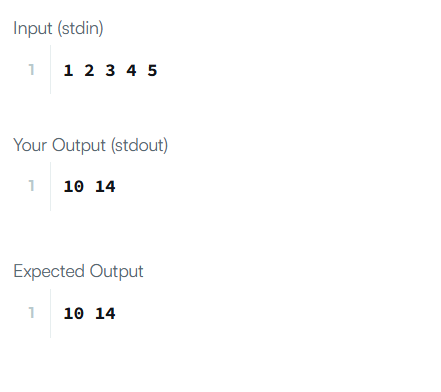 Input (stdin)
1 1 2 3 4 5
Your Output (stdout)
1 10 14
Expected Output
1 10 14